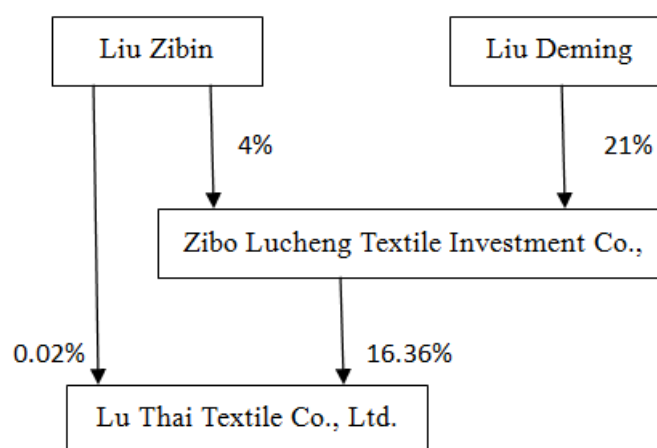 Liu Zibin
Liu Deming
4%
21%
Zibo Lucheng Textile Investment Co.,
0.02%
16.36%
Lu Thai Textile Co., Ltd.